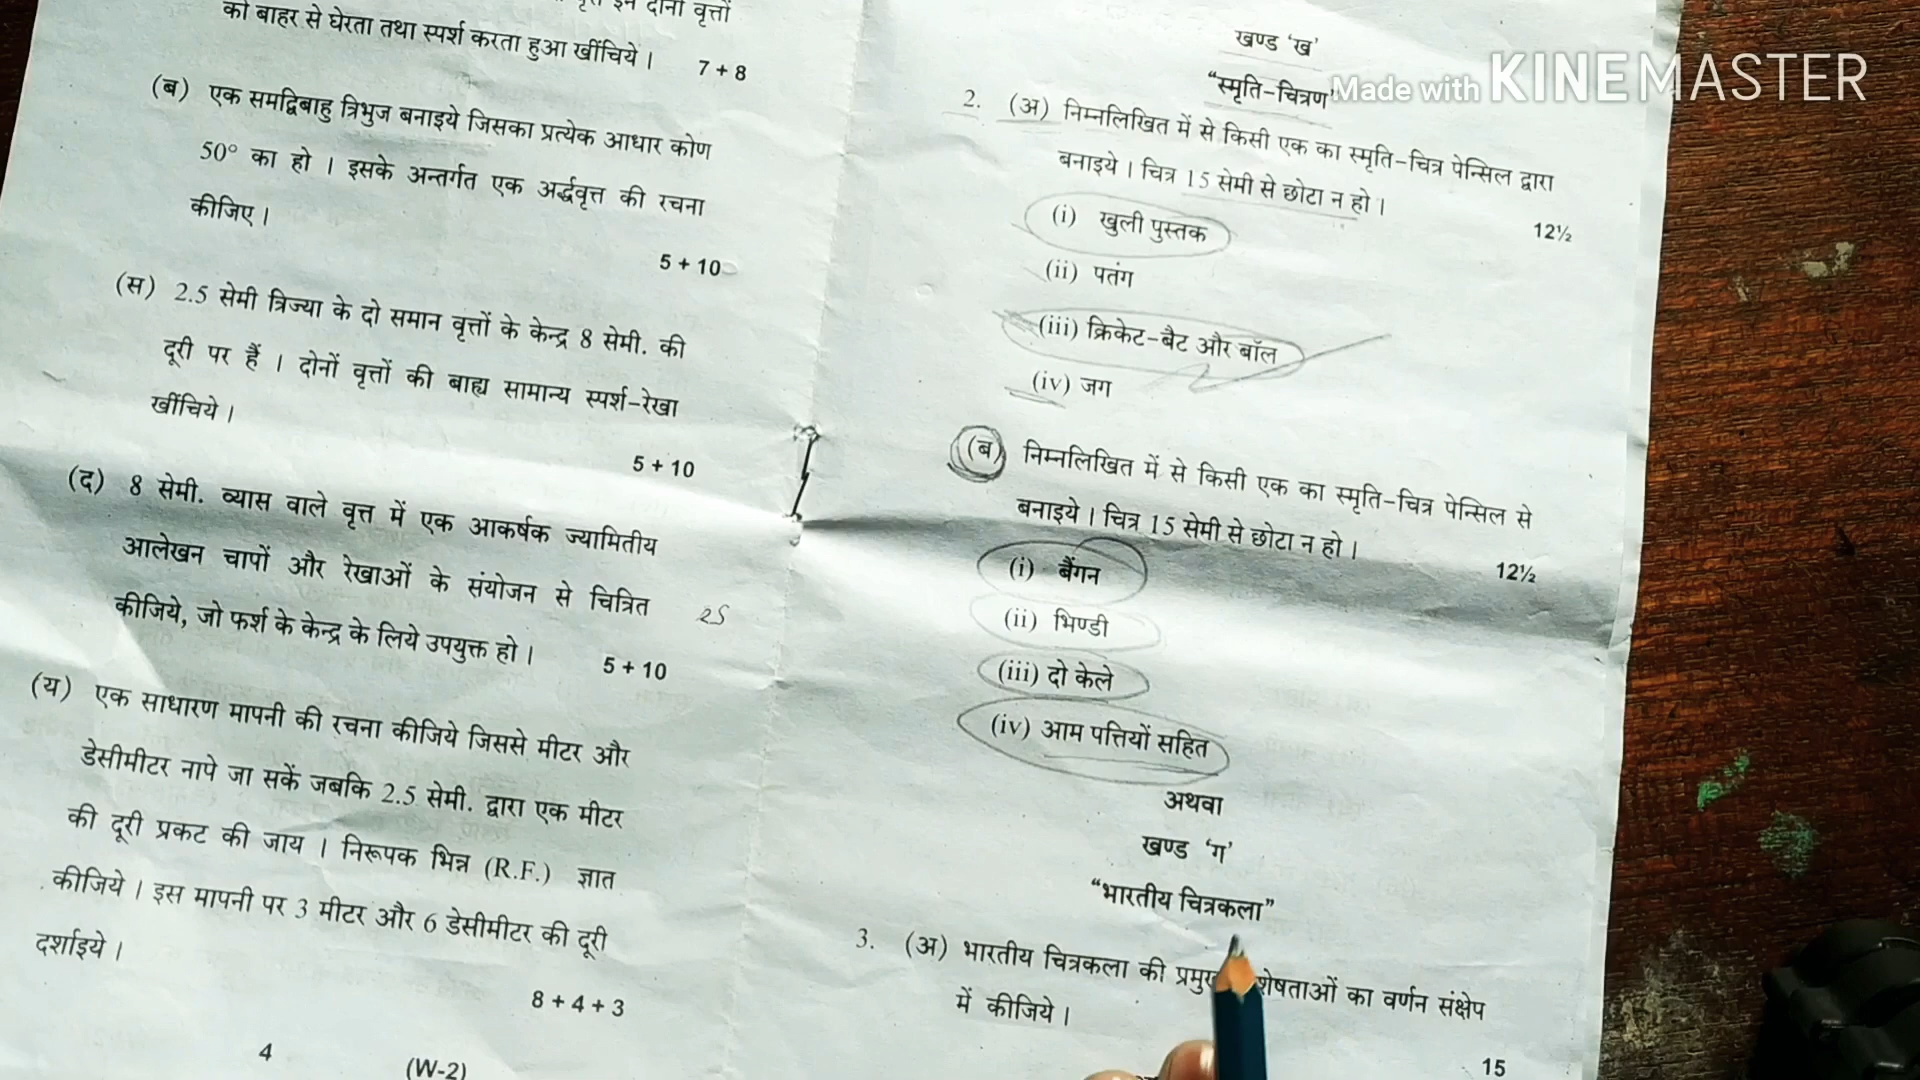 इन दोनों वृत्तों
को बाहर से घेरता तथा स्पर्श करता हुआ खींचिये ।
7 + 8
(ब) एक समद्विबाहु त्रिभुज बनाइये जिसका प्रत्येक आधार कोण
50° का हो । इसके अन्तर्गत एक अर्द्धवृत्त की रचना
कीजिए ।
5 + 10
(स) 2.5 सेमी त्रिज्या के दो समान वृत्तों के केन्द्र 8 सेमी. की
दूरी पर हैं । दोनों वृत्तों की बाह्य सामान्य स्पर्श-रेखा
खींचिये ।
5 + 10
(द) 8 सेमी. व्यास वाले वृत्त में एक आकर्षक ज्यामितीय
आलेखन चापों और रेखाओं के संयोजन से चित्रित
25
कीजिये, जो फर्श के केन्द्र के लिये उपयुक्त हो ।
5 + 10
(य) एक साधारण मापनी की रचना कीजिये जिससे मीटर और
डेसीमीटर नापे जा सकें जबकि 2.5 सेमी. द्वारा एक मीटर
की दूरी प्रकट की जाय । निरूपक भिन्न (R.F.) ज्ञात
कीजिये । इस मापनी पर 3 मीटर और 6 डेसीमीटर की दूरी
दर्शाइये ।
8 + 4 + 3
4
(W-2)
खण्ड ‘ख’
“स्मृति-चित्रण”
Made with KINEMASTER
2. (अ) निम्नलिखित में से किसी एक का स्मृति-चित्र पेन्सिल द्वारा
बनाइये । चित्र 15 सेमी से छोटा न हो ।
12½
(i) खुली पुस्तक
(ii) पतंग
(iii) क्रिकेट-बैट और बॉल
(iv) जग
(ब) निम्नलिखित में से किसी एक का स्मृति-चित्र पेन्सिल से
बनाइये । चित्र 15 सेमी से छोटा न हो ।
12½
(i) बैंगन
(ii) भिण्डी
(iii) दो केले
(iv) आम पत्तियों सहित
अथवा
खण्ड ‘ग’
“भारतीय चित्रकला”
3. (अ) भारतीय चित्रकला की शेषताओं का वर्णन संक्षेप
में कीजिये ।
15